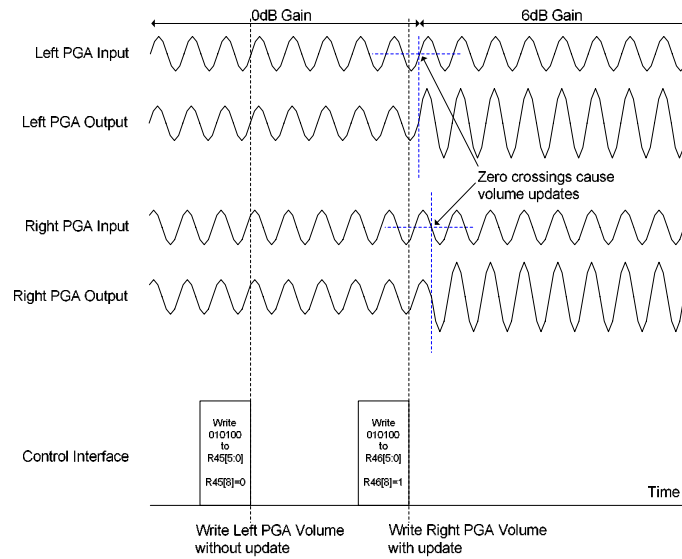 0dB Gain
6dB Gain
Left PGA Input
Left PGA Output
Zero crossings cause
volume updates
Right PGA Input
Right PGA Output
Control Interface
Write
010100
to
R45[5:0]
R45[8]=0
Write
010100
to
R46[5:0]
R46[8]=1
Time
Write Left PGA Volume
without update
Write Right PGA Volume
with update